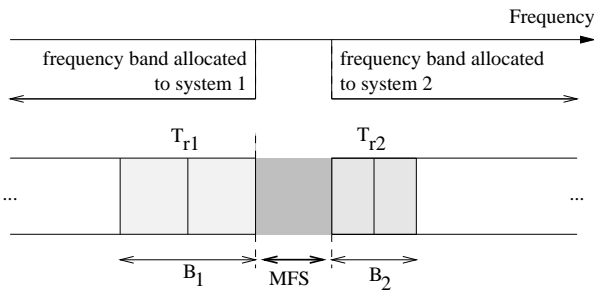 Frequency
frequency band allocated
to system 1
frequency band allocated
to system 2
T_r1
T_r2
...
...
B_1
MFS
B_2